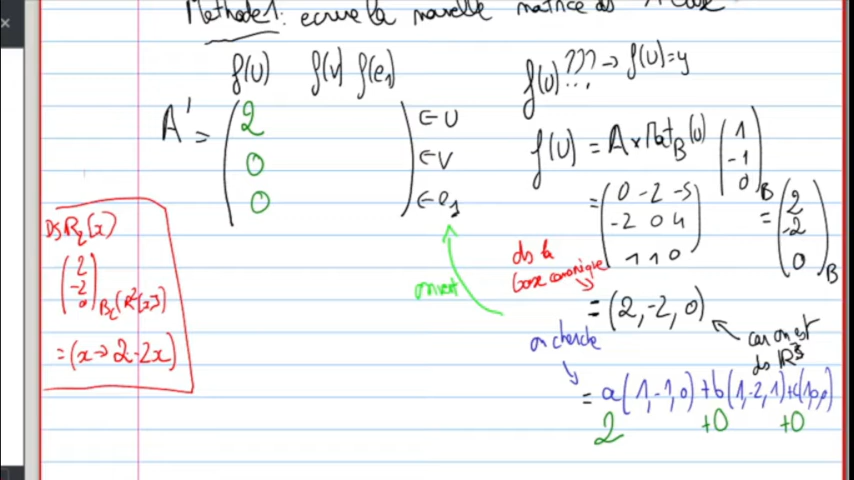 Methode 1: ecrire la nouvelle matrice ds
f(U) f(V) f(e₁)
A' = ( 2 ) ← U
( 0 ) ← V
( 0 ) ← e₁
on veut
Ds R₂(x)
( 2 )
( -2 )
( 0 ) Bc(R²[x])
= (x → 2 - 2x)
f(U) ??? ... → f(U) = y
f(U) = A × Mat_B(U) ( 1 )
( -1 )
( 0 ) B
= ( 0 -2 -5 ) = ( 2 )
( -2 0 4 ) ( -2 )
( 1 1 0 ) ( 0 ) B
ds la
base canonique
= (2, -2, 0)
car on est
ds R³
on cherche
= a(1, -1, 0) + b(1, -2, 1) + c(1, 0, 0)
2 +0 +0